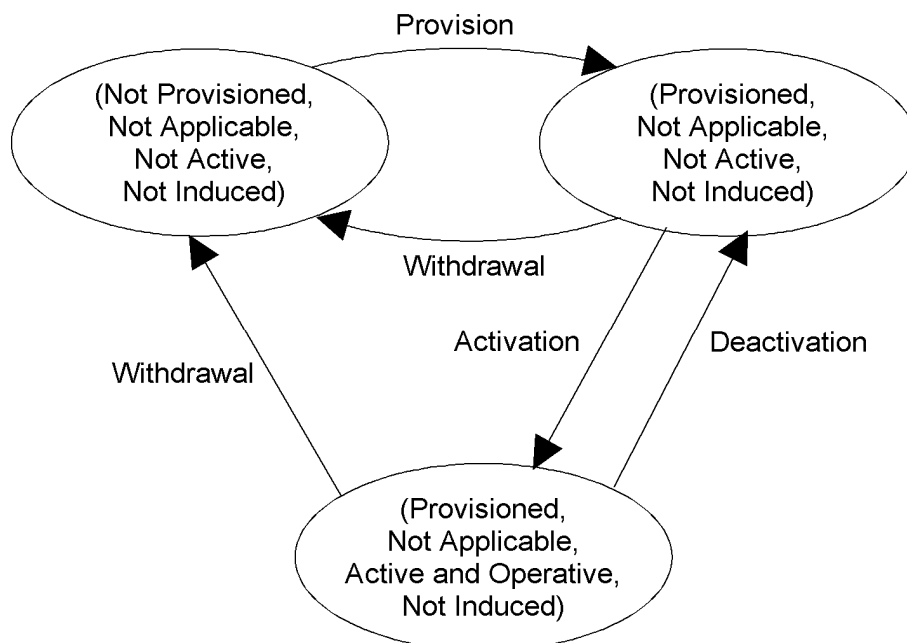 Provision
(Not Provisioned,
Not Applicable,
Not Active,
Not Induced)
(Provisioned,
Not Applicable,
Not Active,
Not Induced)
Withdrawal
Activation
Deactivation
Withdrawal
(Provisioned,
Not Applicable,
Active and Operative,
Not Induced)